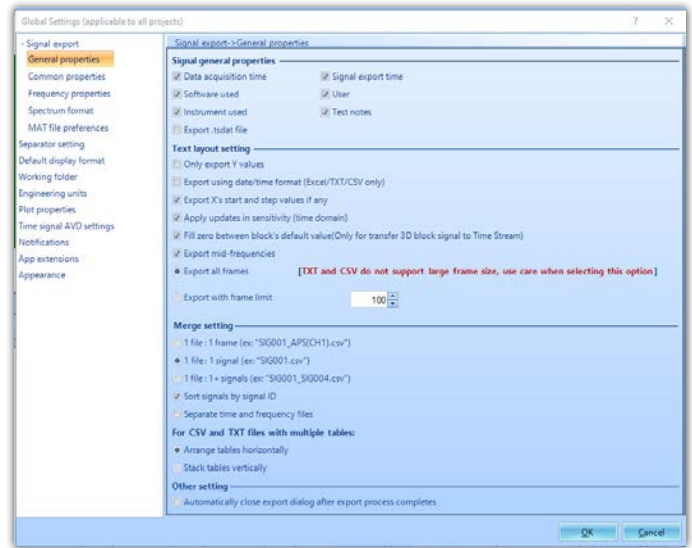 Global Settings (applicable to all projects)
? ×
- Signal export
General properties
Common properties
Frequency properties
Spectrum format
MAT file preferences
Separator setting
Default display format
Working folder
Engineering units
Plot properties
Time signal AVD settings
Notifications
App extensions
Appearance
Signal export->General properties
Signal general properties
Data acquisition time Signal export time
Software used User
Instrument used Test notes
Export .tsdat file
Text layout setting
Only export Y values
Export using date/time format (Excel/TXT/CSV only)
Export X's start and step values if any
Apply updates in sensitivity (time domain)
Fill zero between block's default value(Only for transfer 3D block signal to Time Stream)
Export mid-frequencies
Export all frames [TXT and CSV do not support large frame size, use care when selecting this option]
Export with frame limit 100
Merge setting
1 file : 1 frame (ex: "SIG001_APS(CH1).csv")
1 file : 1 signal (ex: "SIG001.csv")
1 file : 1+ signals (ex: "SIG001_SIG004.csv")
Sort signals by signal ID
Separate time and frequency files
For CSV and TXT files with multiple tables:
Arrange tables horizontally
Stack tables vertically
Other setting
Automatically close export dialog after export process completes
OK Cancel